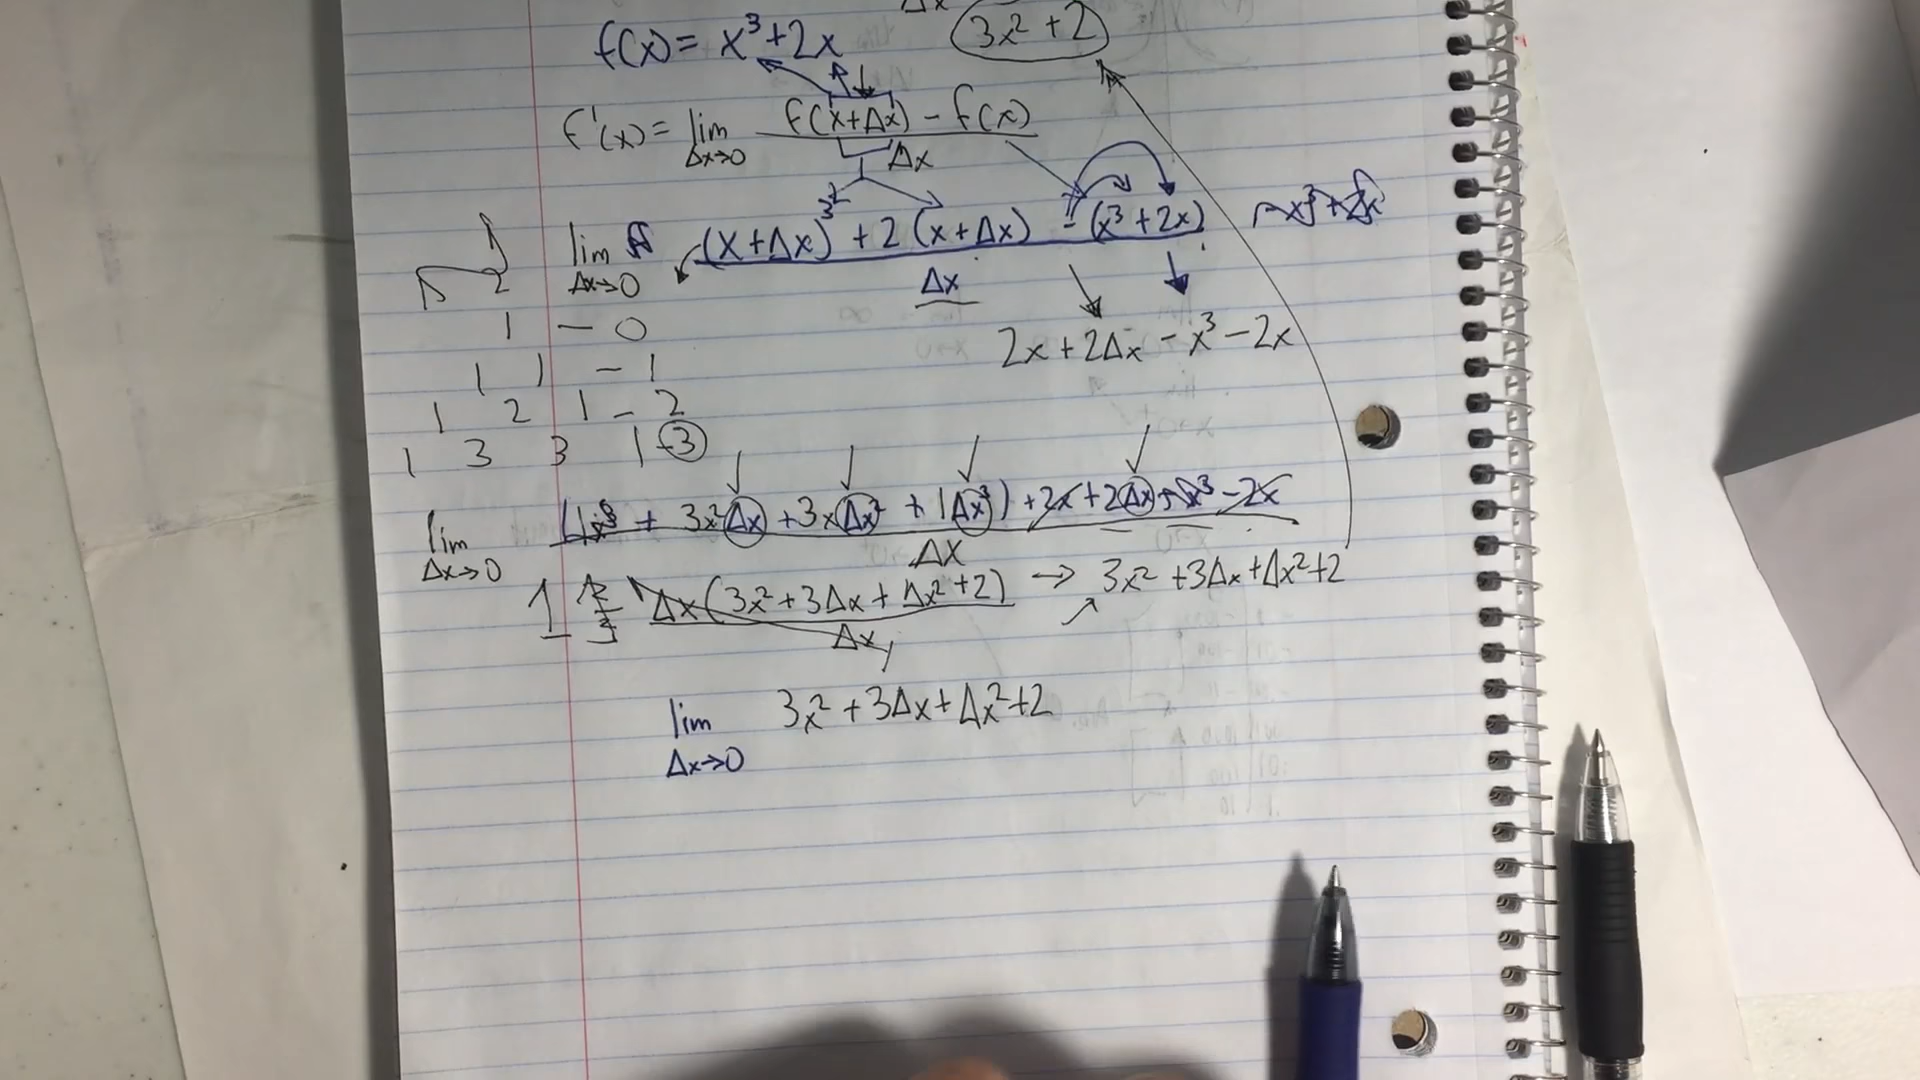 Δx
f(x) = x³+2x
3x² + 2
f'(x) = lim Δx→0 f(x+Δx) - f(x) / Δx
lim Δx→0 (x+Δx)³ + 2(x+Δx) - (x³ + 2x) / Δx
2
1 - 0
2x + 2Δx - x³ - 2x
1 1 - 1
1 2 1 - 2
1 3 3 1 - 3
lim Δx→0 (1x³ + 3x²Δx + 3xΔx² + 1Δx³) + 2x + 2Δx - x³ - 2x / Δx
Δx(3x² + 3Δx + Δx² + 2) / Δx → 3x² + 3Δx + Δx² + 2
lim Δx→0 3x² + 3Δx + Δx² + 2